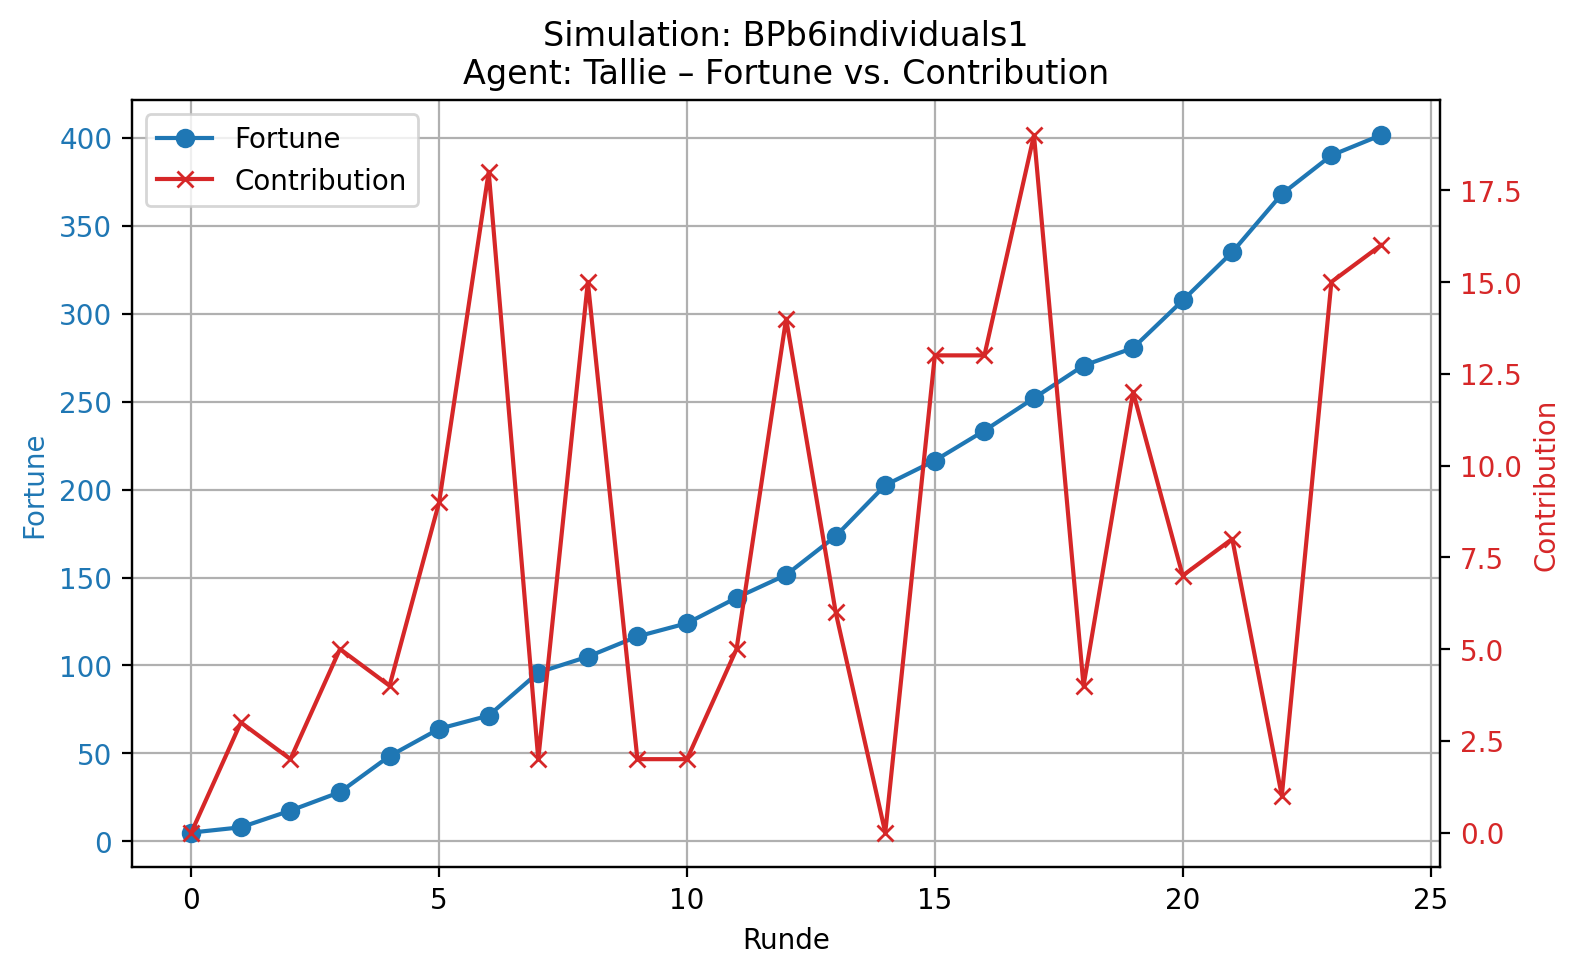 Simulation: BPb6individuals1
Agent: Tallie – Fortune vs. Contribution
Fortune
Contribution
400
350
300
250
200
150
100
50
0
Fortune
17.5
15.0
12.5
10.0
7.5
5.0
2.5
0.0
Contribution
0 5 10 15 20 25
Runde